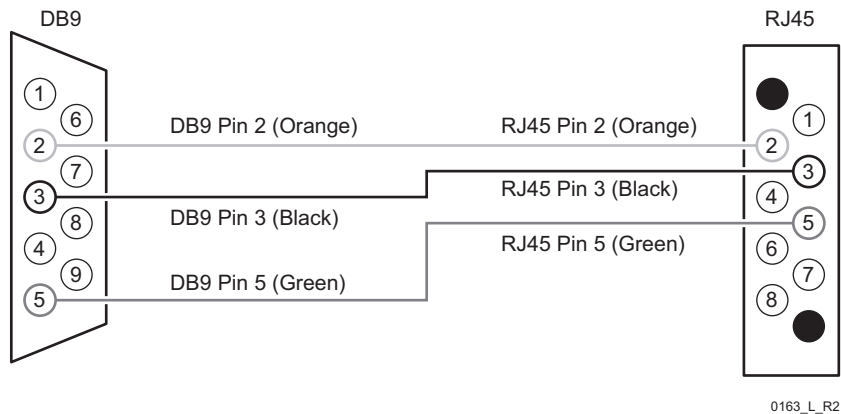 DB9 RJ45
1
6 1
DB9 Pin 2 (Orange) RJ45 Pin 2 (Orange)
2 2
7 3
RJ45 Pin 3 (Black)
3 4
DB9 Pin 3 (Black)
8 5
4 6
RJ45 Pin 5 (Green)
9 7
DB9 Pin 5 (Green)
5 8
0163_L_R2